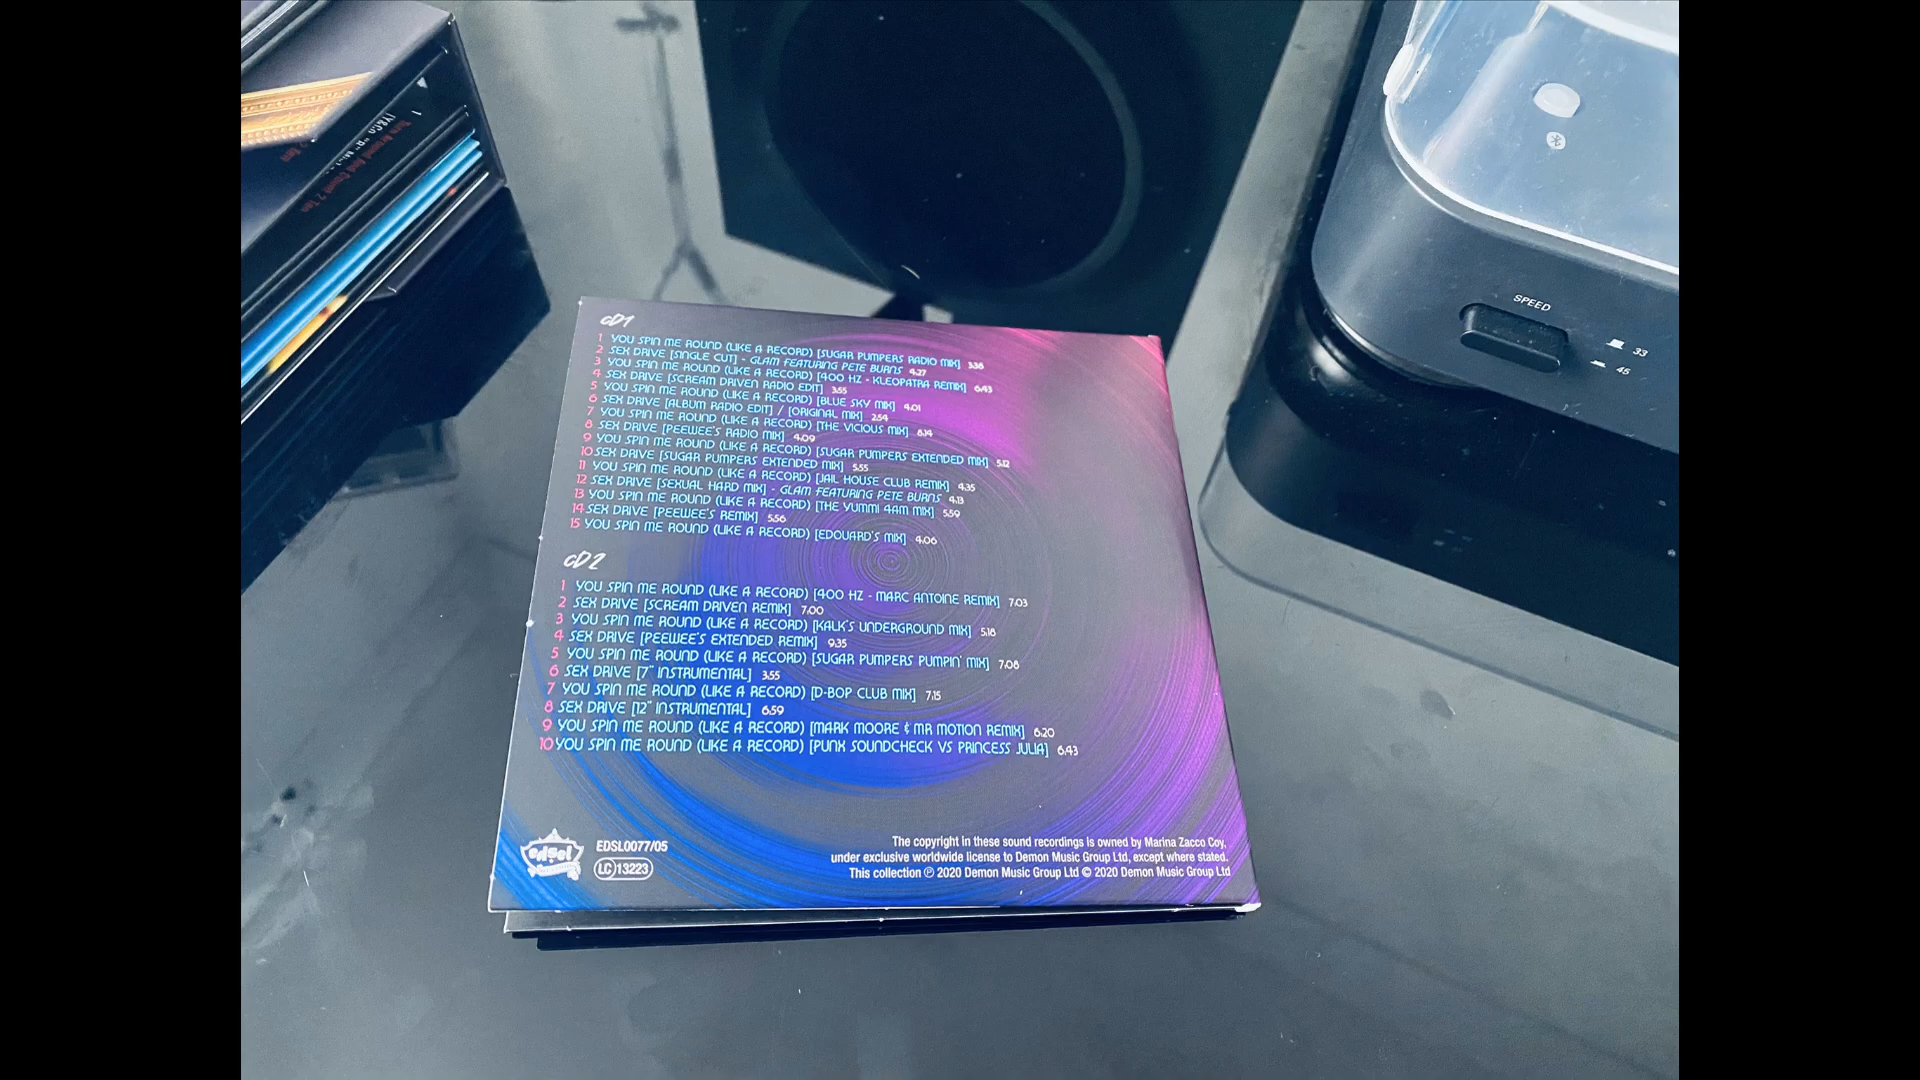 Turn Around And Count 2 Ten
SPEED
33
45
CD1
1 YOU SPIN ME ROUND (LIKE A RECORD) [SUGAR PUMPERS RADIO MIX] 3.38
2 SEX DRIVE [SINGLE CUT] - GLAM FEATURING PETE BURNS 4.27
3 YOU SPIN ME ROUND (LIKE A RECORD) [400 HZ - KLEOPATRA REMIX] 6.43
4 SEX DRIVE [SCREAM DRIVEN RADIO EDIT] 3.55
5 YOU SPIN ME ROUND (LIKE A RECORD) [BLUE SKY MIX] 4.01
6 SEX DRIVE [ALBUM RADIO EDIT] / [ORIGINAL MIX] 2.54
7 YOU SPIN ME ROUND (LIKE A RECORD) [THE VICIOUS MIX] 8.14
8 SEX DRIVE [PEEWEE'S RADIO MIX] 4.09
9 YOU SPIN ME ROUND (LIKE A RECORD) [SUGAR PUMPERS EXTENDED MIX] 5.12
10 SEX DRIVE [SUGAR PUMPERS EXTENDED MIX] 5.55
11 YOU SPIN ME ROUND (LIKE A RECORD) [JAIL HOUSE CLUB REMIX] 4.35
12 SEX DRIVE [SEXUAL HARD MIX] - GLAM FEATURING PETE BURNS 4.13
13 YOU SPIN ME ROUND (LIKE A RECORD) [THE YUMMI 4AM MIX] 5.59
14 SEX DRIVE [PEEWEE'S REMIX] 5.56
15 YOU SPIN ME ROUND (LIKE A RECORD) [EDOUARD'S MIX] 4.06
CD2
1 YOU SPIN ME ROUND (LIKE A RECORD) [400 HZ - MARC ANTOINE REMIX] 7.03
2 SEX DRIVE [SCREAM DRIVEN REMIX] 7.00
3 YOU SPIN ME ROUND (LIKE A RECORD) [KALK'S UNDERGROUND MIX] 5.18
4 SEX DRIVE [PEEWEE'S EXTENDED REMIX] 9.35
5 YOU SPIN ME ROUND (LIKE A RECORD) [SUGAR PUMPERS PUMPIN' MIX] 7.08
6 SEX DRIVE [7" INSTRUMENTAL] 3.55
7 YOU SPIN ME ROUND (LIKE A RECORD) [D-BOP CLUB MIX] 7.15
8 SEX DRIVE [12" INSTRUMENTAL] 6.59
9 YOU SPIN ME ROUND (LIKE A RECORD) [MARK MOORE & MR MOTION REMIX] 6.20
10 YOU SPIN ME ROUND (LIKE A RECORD) [PUNX SOUNDCHECK VS PRINCESS JULIA] 6.43
edsel
EDSL0077/05
LC 13223
The copyright in these sound recordings is owned by Marina Zacco Coy,
under exclusive worldwide license to Demon Music Group Ltd, except where stated.
This collection ℗ 2020 Demon Music Group Ltd © 2020 Demon Music Group Ltd